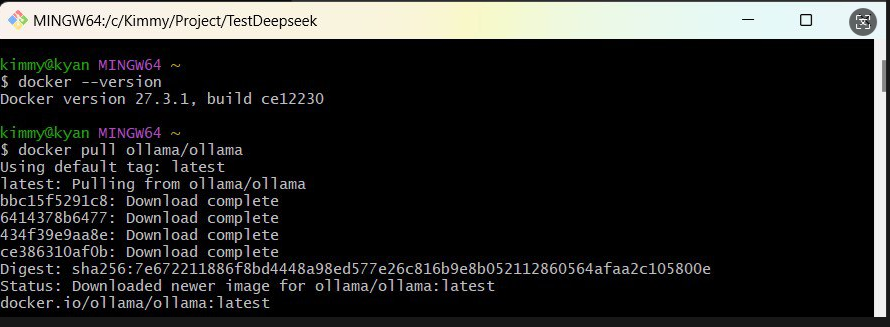 MINGW64:/c/Kimmy/Project/TestDeepseek
kimmy@kyan MINGW64 ~
$ docker --version
Docker version 27.3.1, build ce12230
kimmy@kyan MINGW64 ~
$ docker pull ollama/ollama
Using default tag: latest
latest: Pulling from ollama/ollama
bbc15f5291c8: Download complete
6414378b6477: Download complete
434f39e9aa8e: Download complete
ce386310af0b: Download complete
Digest: sha256:7e672211886f8bd4448a98ed577e26c816b9e8b052112860564afaa2c105800e
Status: Downloaded newer image for ollama/ollama:latest
docker.io/ollama/ollama:latest